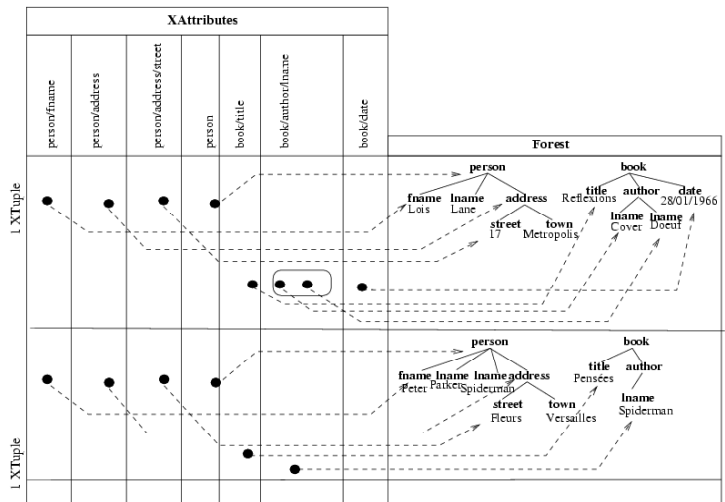 XAttributes
person/fname
person/address
person/address/street
person
book/title
book/author/lname
book/date
Forest
1 XTuple
person
book
fname lname address
title author date
Lois Lane
Reflexions
28/01/1966
street town
lname lname
17 Metropolis
Cover Doeuf
1 XTuple
person
book
fname lname lname address
title author
Peter Parker Spiderman
Pensées
street town
lname
Fleurs Versailles
Spiderman